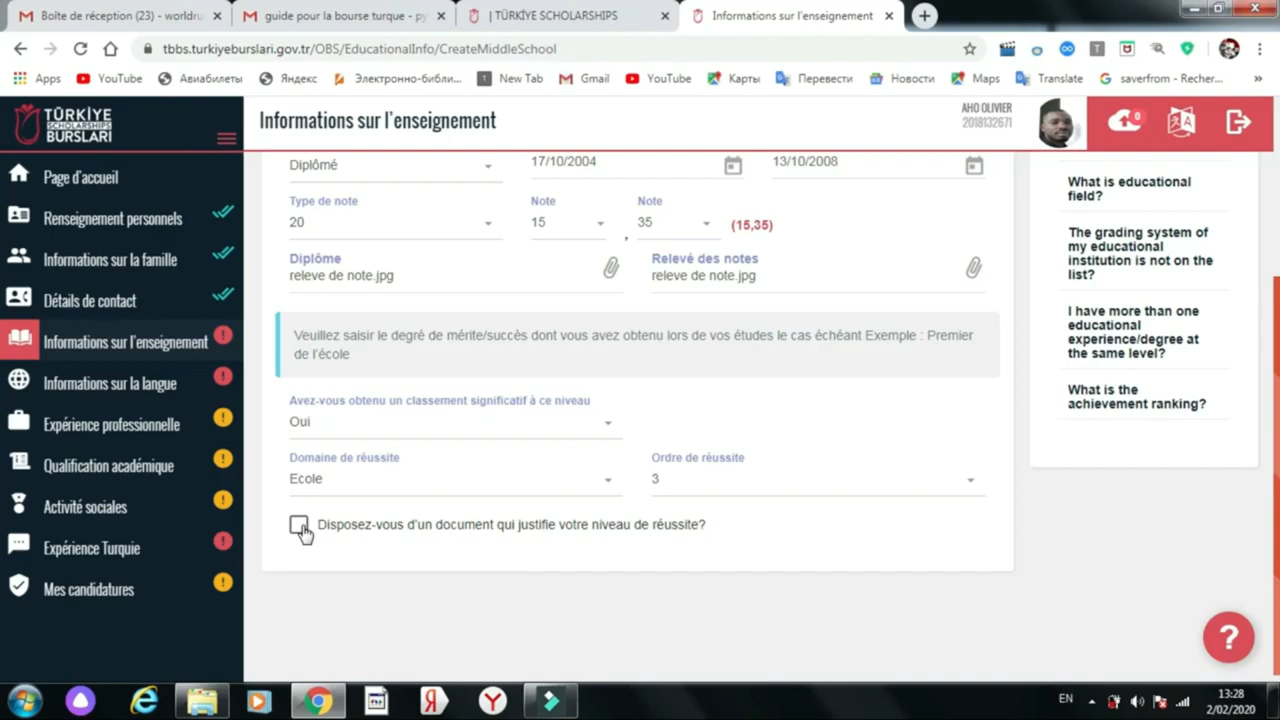 Boîte de réception (23) - worldru
guide pour la bourse turque - py
| TÜRKİYE SCHOLARSHIPS
Informations sur l'enseignement
tbbs.turkiyeburslari.gov.tr/OBS/EducationalInfo/CreateMiddleSchool
Apps
YouTube
Авиабилеты
Яндекс
Электронно-библи...
New Tab
Gmail
YouTube
Карты
Перевести
Новости
Maps
Translate
saverfrom - Recher...
»
TÜRKİYE
SCHOLARSHIPS
BURSLARI
Informations sur l'enseignement
AHO OLIVIER
2018132671
0
Page d'accueil
Renseignement personnels
Informations sur la famille
Détails de contact
Informations sur l'enseignement
Informations sur la langue
Expérience professionnelle
Qualification académique
Activité sociales
Expérience Turquie
Mes candidatures
Diplômé
17/10/2004
13/10/2008
Type de note
Note
Note
20
15
,
35
(15,35)
Diplôme
Relevé des notes
releve de note.jpg
releve de note.jpg
Veuillez saisir le degré de mérite/succès dont vous avez obtenu lors de vos études le cas échéant Exemple : Premier
de l'école
Avez-vous obtenu un classement significatif à ce niveau
Oui
Domaine de réussite
Ordre de réussite
Ecole
3
Disposez-vous d'un document qui justifie votre niveau de réussite?
What is educational
field?
The grading system of
my educational
institution is not on the
list?
I have more than one
educational
experience/degree at
the same level?
What is the
achievement ranking?
?
EN
13:28
2/02/2020